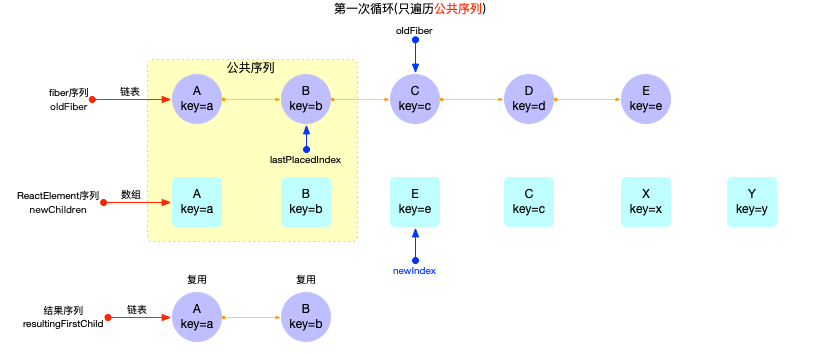 第一次循环(只遍历公共序列)
oldFiber
公共序列
fiber序列
oldFiber
链表
A
key=a
B
key=b
C
key=c
D
key=d
E
key=e
lastPlacedIndex
ReactElement序列
newChildren
数组
A
key=a
B
key=b
E
key=e
C
key=c
X
key=x
Y
key=y
newIndex
复用
复用
结果序列
resultingFirstChild
链表
A
key=a
B
key=b